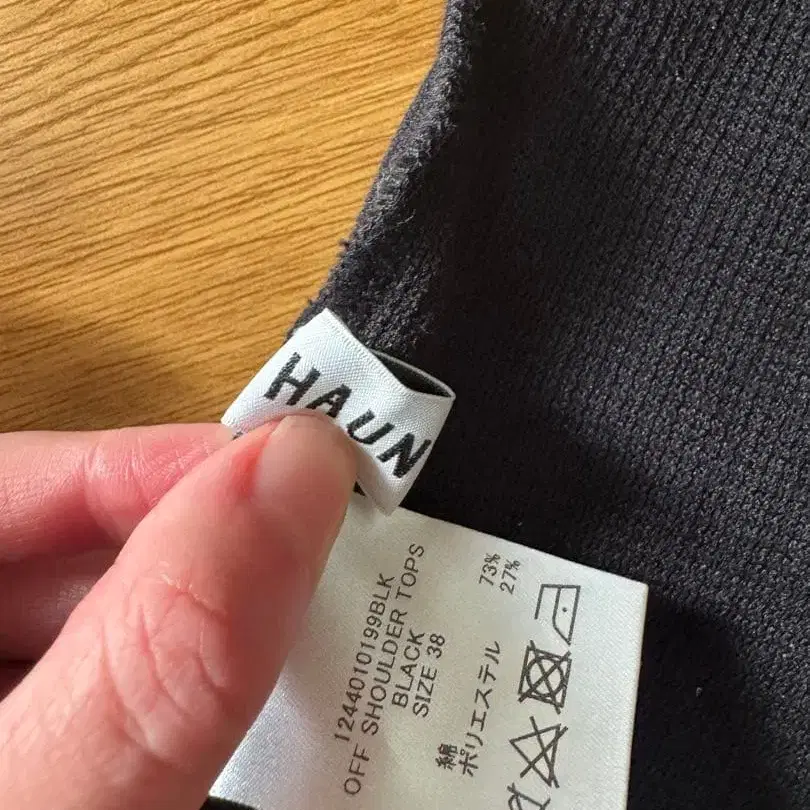 HAUN
1244010199BLK
OFF SHOULDER TOPS
BLACK
SIZE 38
綿 73%
ポリエステル 27%